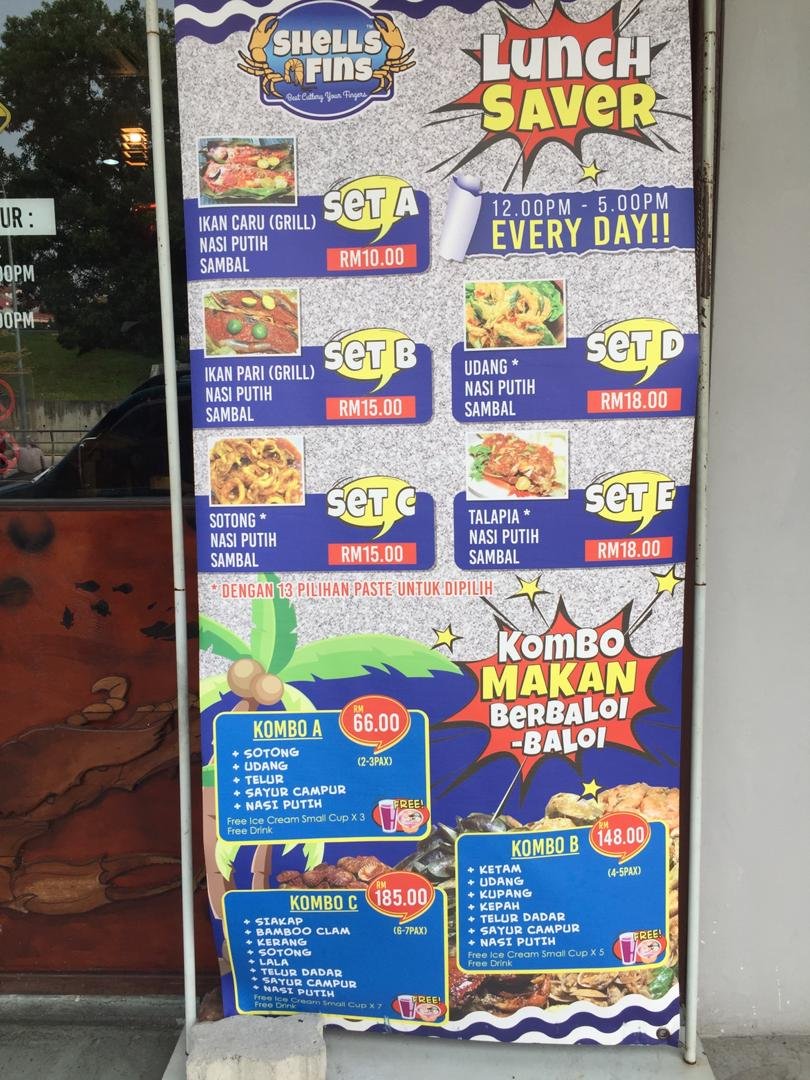 SHELLS
FINS
Best Cutlery Your Fingers
LUNCH
SAVER
12.00PM - 5.00PM
EVERY DAY!!
SET A
IKAN CARU (GRILL)
NASI PUTIH
SAMBAL
RM10.00
SET B
IKAN PARI (GRILL)
NASI PUTIH
SAMBAL
RM15.00
SET C
SOTONG *
NASI PUTIH
SAMBAL
RM15.00
SET D
UDANG *
NASI PUTIH
SAMBAL
RM18.00
SET E
TALAPIA *
NASI PUTIH
SAMBAL
RM18.00
* DENGAN 13 PILIHAN PASTE UNTUK DIPILIH
KOMBO
MAKAN
BERBALOI
-BALOI
KOMBO A
RM
66.00
(2-3PAX)
+ SOTONG
+ UDANG
+ TELUR
+ SAYUR CAMPUR
+ NASI PUTIH
Free Ice Cream Small Cup X 3
Free Drink
FREE!
KOMBO B
RM
148.00
(4-5PAX)
+ KETAM
+ UDANG
+ KUPANG
+ KEPAH
+ TELUR DADAR
+ SAYUR CAMPUR
+ NASI PUTIH
Free Ice Cream Small Cup X 5
Free Drink
FREE!
KOMBO C
RM
185.00
(6-7PAX)
+ SIAKAP
+ BAMBOO CLAM
+ KERANG
+ SOTONG
+ LALA
+ TELUR DADAR
+ SAYUR CAMPUR
+ NASI PUTIH
Free Ice Cream Small Cup X 7
Free Drink
FREE!
UR :
00PM
00PM